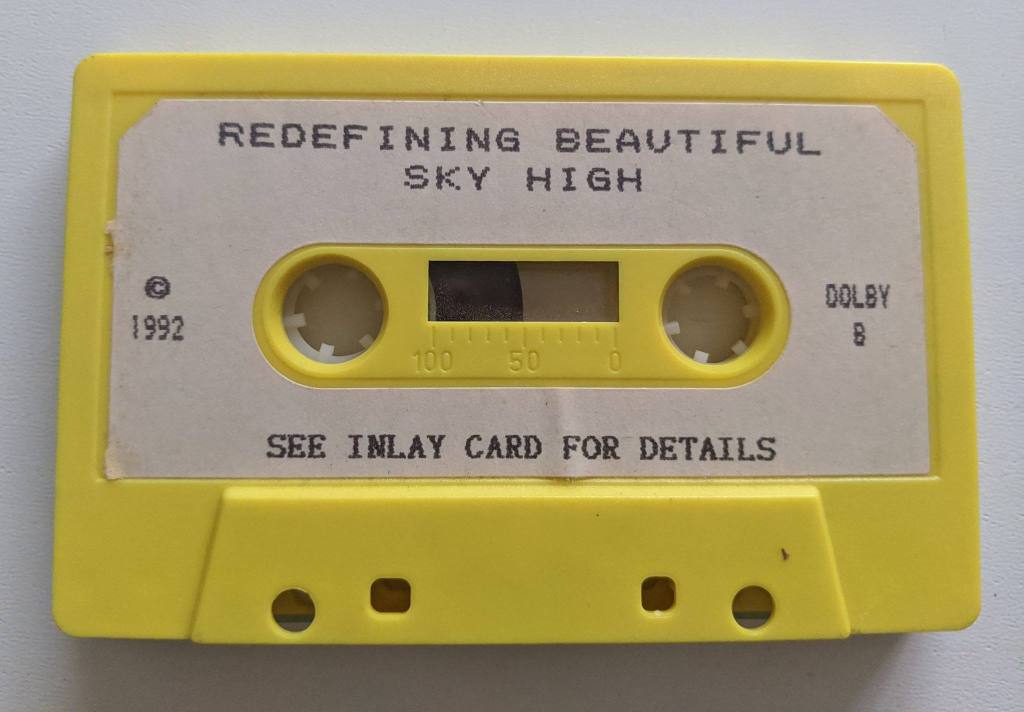 REDEFINING BEAUTIFUL
SKY HIGH
©
1992
DOLBY
B
100 50 0
SEE INLAY CARD FOR DETAILS